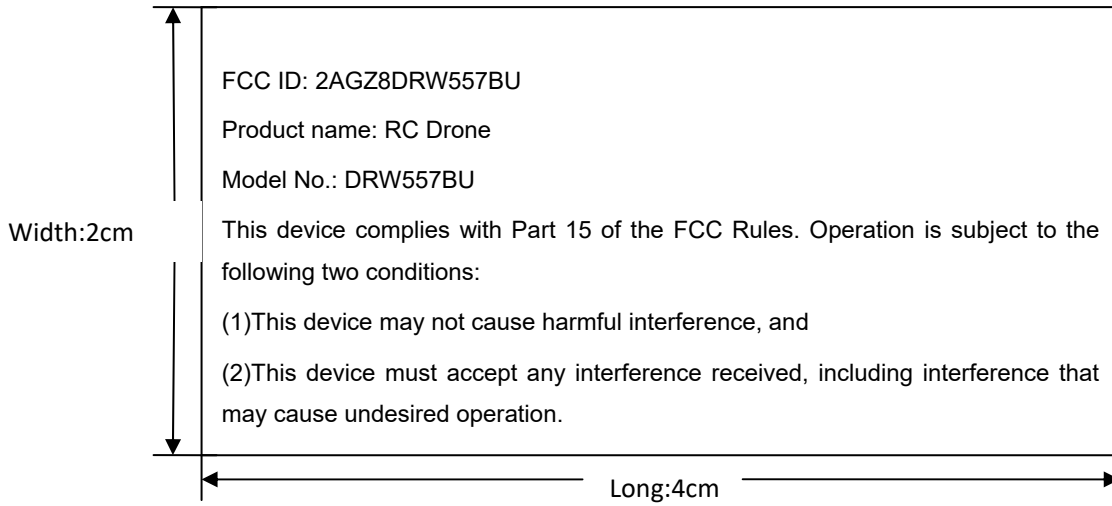 FCC ID: 2AGZ8DRW557BU
Product name: RC Drone
Model No.: DRW557BU
Width:2cm
This device complies with Part 15 of the FCC Rules. Operation is subject to the
following two conditions:
(1)This device may not cause harmful interference, and
(2)This device must accept any interference received, including interference that
may cause undesired operation.
Long:4cm